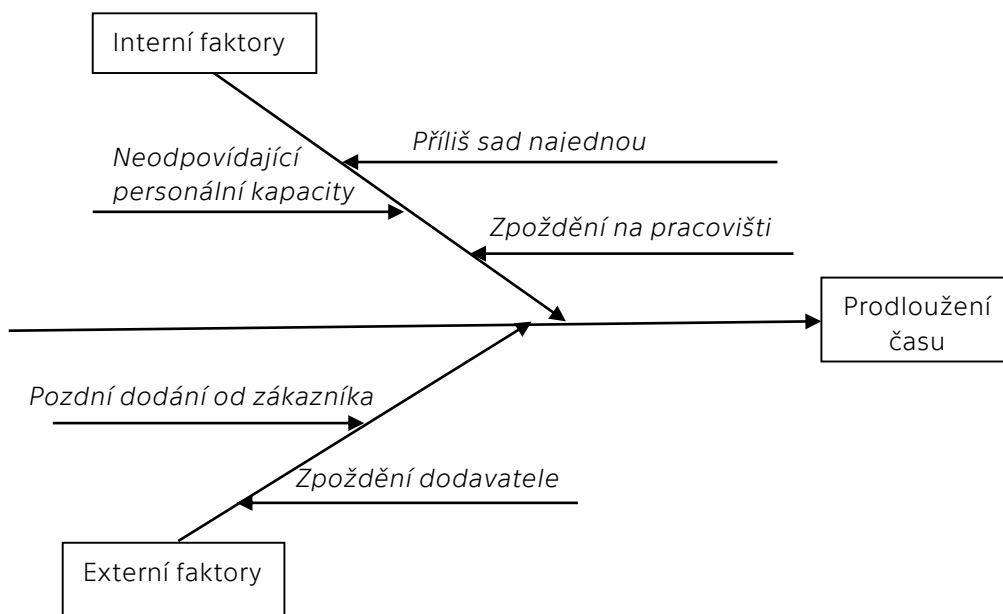 Interní faktory
Příliš sad najednou
Neodpovídající
personální kapacity
Zpoždění na pracovišti
Prodloužení
času
Pozdní dodání od zákazníka
Zpoždění dodavatele
Externí faktory